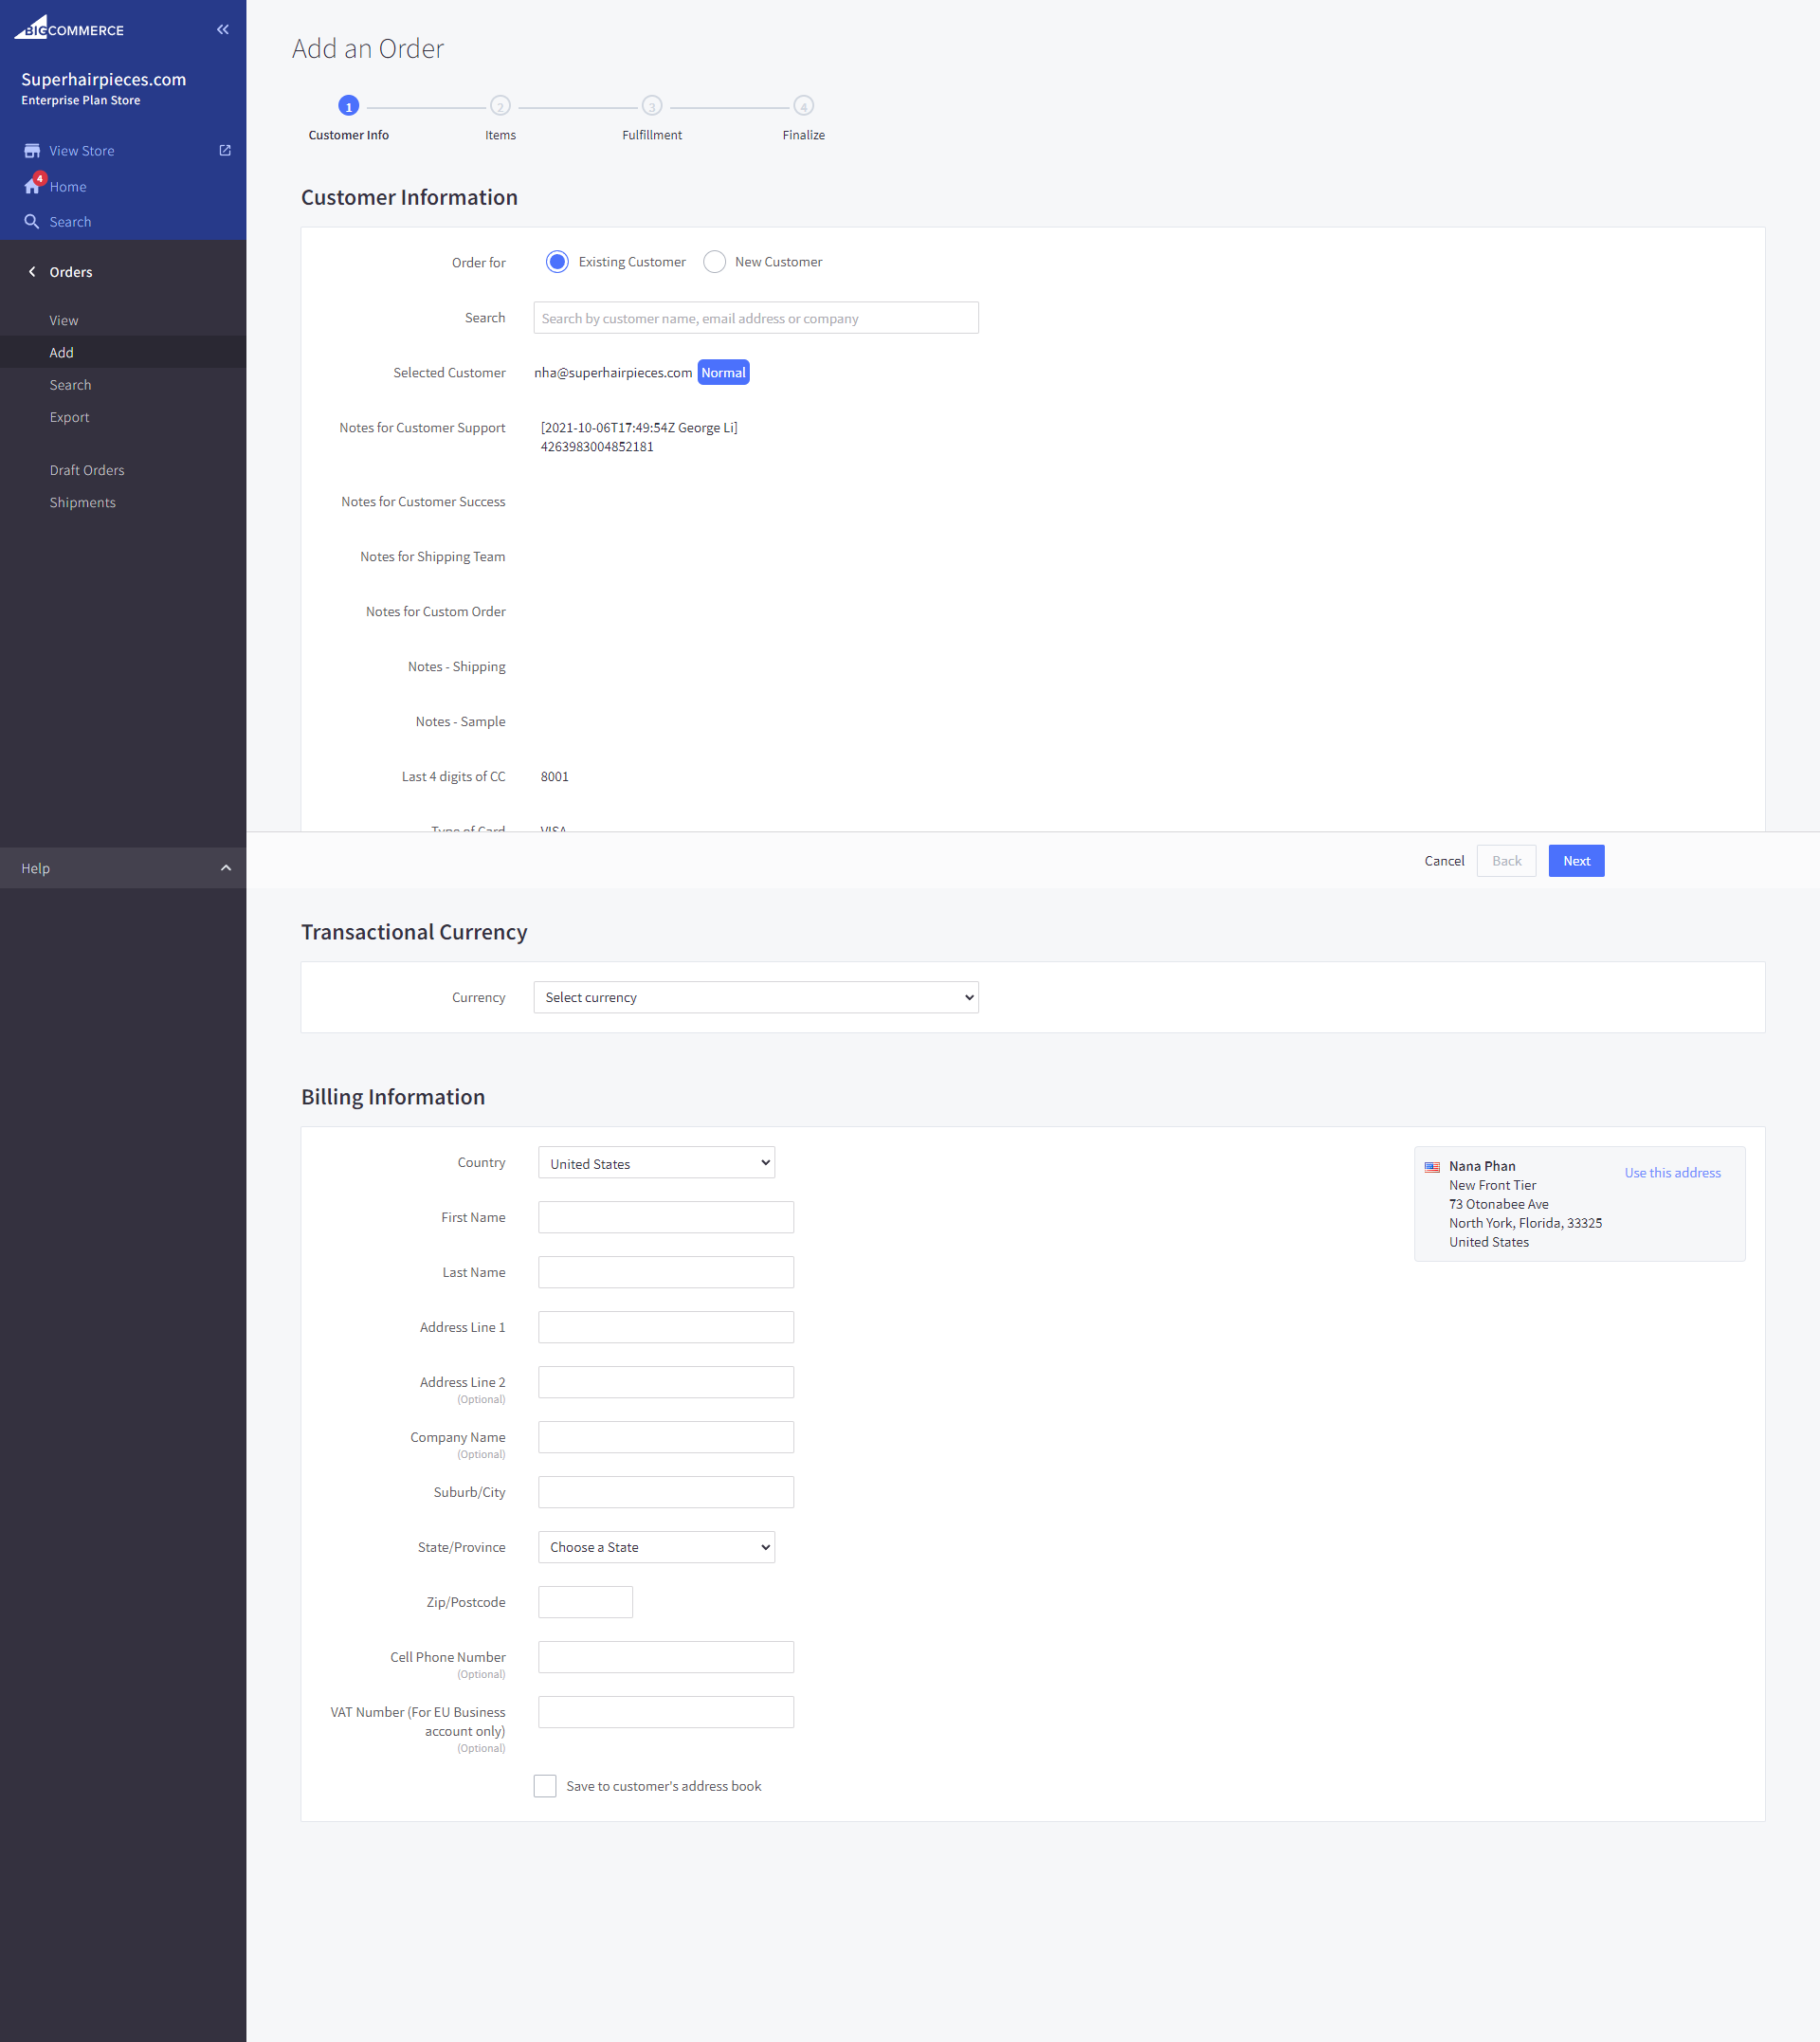 BIGCOMMERCE
Superhairpieces.com
Enterprise Plan Store
View Store
4
Home
Search
Orders
View
Add
Search
Export
Draft Orders
Shipments
Help
Add an Order
1
2
3
4
Customer Info
Items
Fulfillment
Finalize
Customer Information
Order for
Existing Customer
New Customer
Search
Search by customer name, email address or company
Selected Customer
nha@superhairpieces.com Normal
Notes for Customer Support
[2021-10-06T17:49:54Z George Li]
4263983004852181
Notes for Customer Success
Notes for Shipping Team
Notes for Custom Order
Notes - Shipping
Notes - Sample
Last 4 digits of CC
8001
Type of Card
VISA
Cancel
Back
Next
Transactional Currency
Currency
Select currency
Billing Information
Country
United States
First Name
Last Name
Address Line 1
Address Line 2
(Optional)
Company Name
(Optional)
Suburb/City
State/Province
Choose a State
Zip/Postcode
Cell Phone Number
(Optional)
VAT Number (For EU Business
account only)
(Optional)
Save to customer's address book
Nana Phan
Use this address
New Front Tier
73 Otonabee Ave
North York, Florida, 33325
United States